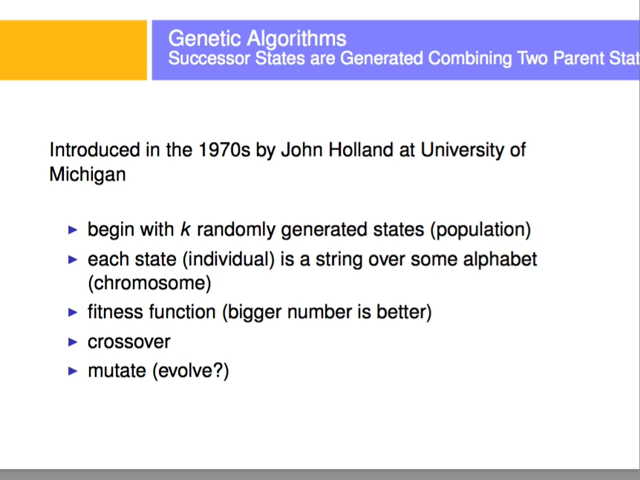 Genetic Algorithms
Successor States are Generated Combining Two Parent Stat
Introduced in the 1970s by John Holland at University of
Michigan
begin with k randomly generated states (population)
each state (individual) is a string over some alphabet
(chromosome)
fitness function (bigger number is better)
crossover
mutate (evolve?)